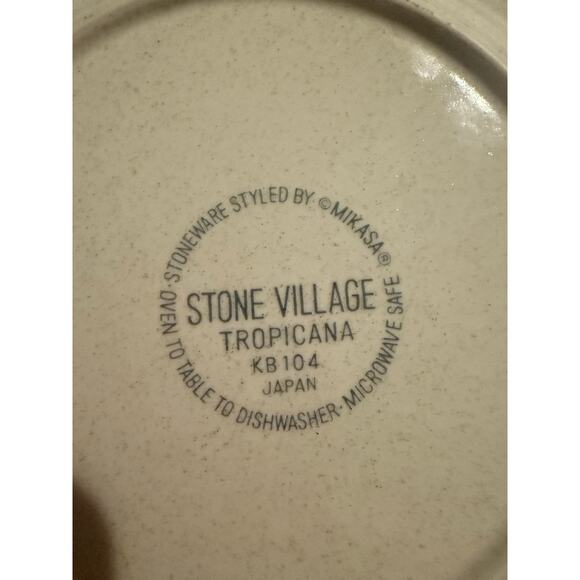 · STONEWARE STYLED BY · ©MIKASA®
OVEN TO TABLE TO DISHWASHER · MICROWAVE SAFE
STONE VILLAGE
TROPICANA
KB104
JAPAN